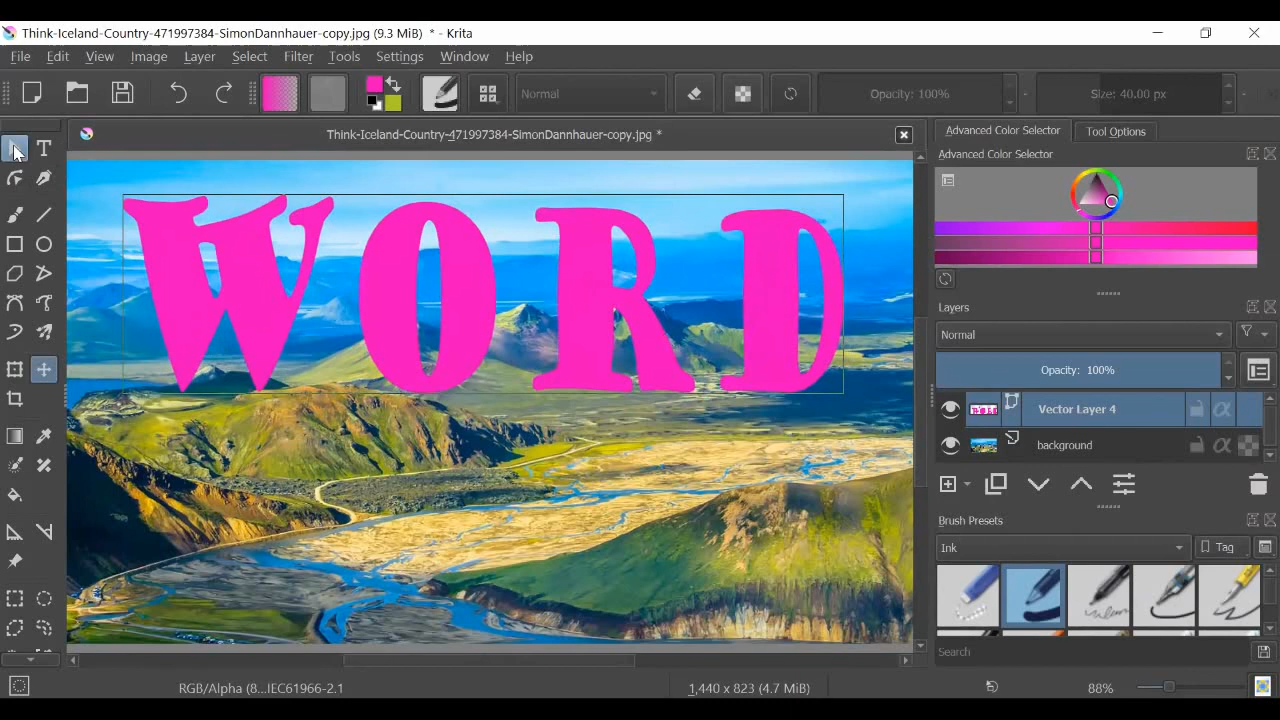 Think-Iceland-Country-471997384-SimonDannhauer-copy.jpg (9.3 MiB) * - Krita
File Edit View Image Layer Select Filter Tools Settings Window Help
Normal Opacity: 100% Size: 40.00 px
Think-Iceland-Country-471997384-SimonDannhauer-copy.jpg *
Advanced Color Selector Tool Options
Advanced Color Selector
WORD
Layers
Normal
Opacity: 100%
Vector Layer 4
background
Brush Presets
Ink Tag
Search
RGB/Alpha (8...IEC61966-2.1 1,440 x 823 (4.7 MiB) 88%